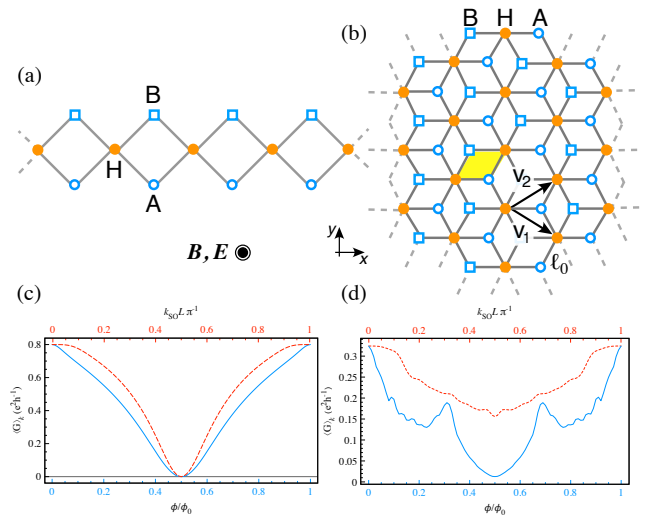 (a)
B
H
A
B, E
y
x
(b)
B H A
v₂
v₁
ℓ₀
(c)
k_SO L π⁻¹
0 0.2 0.4 0.6 0.8 1
0.8
0.6
0.4
0.2
0
⟨G⟩ₖ (e²h⁻¹)
0 0.2 0.4 0.6 0.8 1
ϕ/ϕ₀
(d)
k_SO L π⁻¹
0 0.2 0.4 0.6 0.8 1
0.3
0.25
0.2
0.15
0.1
0.05
0
⟨G⟩ₖ (e²h⁻¹)
0 0.2 0.4 0.6 0.8 1
ϕ/ϕ₀